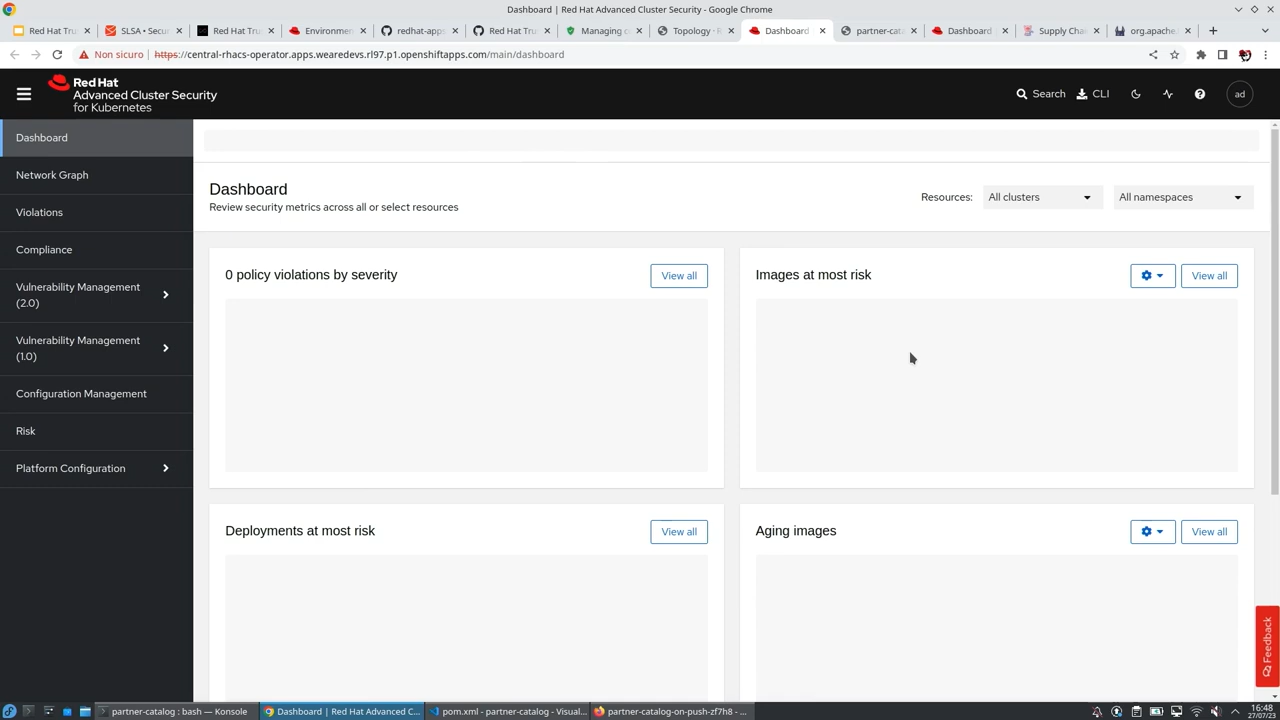 Dashboard | Red Hat Advanced Cluster Security - Google Chrome
Red Hat Tru
SLSA • Secu
Red Hat Tru
Environmen
redhat-apps
Red Hat Tru
Managing c
Topology · R
Dashboard
partner-cata
Dashboard
Supply Chai
org.apache.
Non sicuro
https://central-rhacs-operator.apps.wearedevs.rl97.p1.openshiftapps.com/main/dashboard
Red Hat
Advanced Cluster Security
for Kubernetes
Search
CLI
ad
Dashboard
Network Graph
Violations
Compliance
Vulnerability Management
(2.0)
Vulnerability Management
(1.0)
Configuration Management
Risk
Platform Configuration
Dashboard
Review security metrics across all or select resources
Resources:
All clusters
All namespaces
0 policy violations by severity
View all
Images at most risk
View all
Deployments at most risk
View all
Aging images
View all
Feedback
partner-catalog : bash — Konsole
Dashboard | Red Hat Advanced C...
pom.xml - partner-catalog - Visual...
partner-catalog-on-push-zf7h8 - ...
16:48
27/07/23